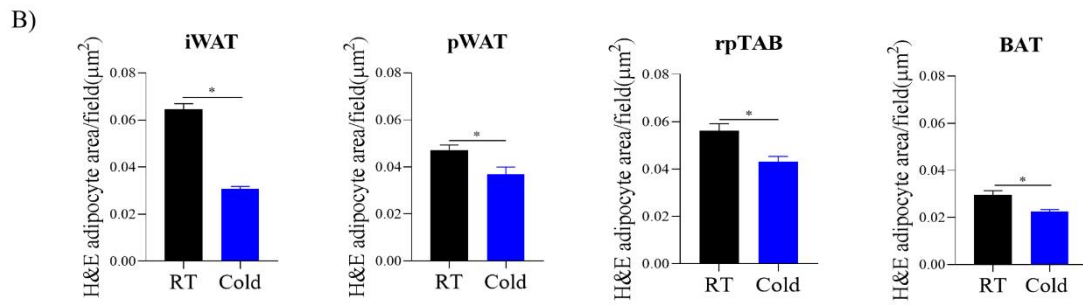 B)
iWAT
H&E adipocyte area/field(µm²)
0.08
0.06
0.04
0.02
0.00
*
RT Cold
pWAT
H&E adipocyte area/field(µm²)
0.08
0.06
0.04
0.02
0.00
*
RT Cold
rpTAB
H&E adipocyte area/field(µm²)
0.08
0.06
0.04
0.02
0.00
*
RT Cold
BAT
H&E adipocyte area/field(µm²)
0.08
0.06
0.04
0.02
0.00
*
RT Cold